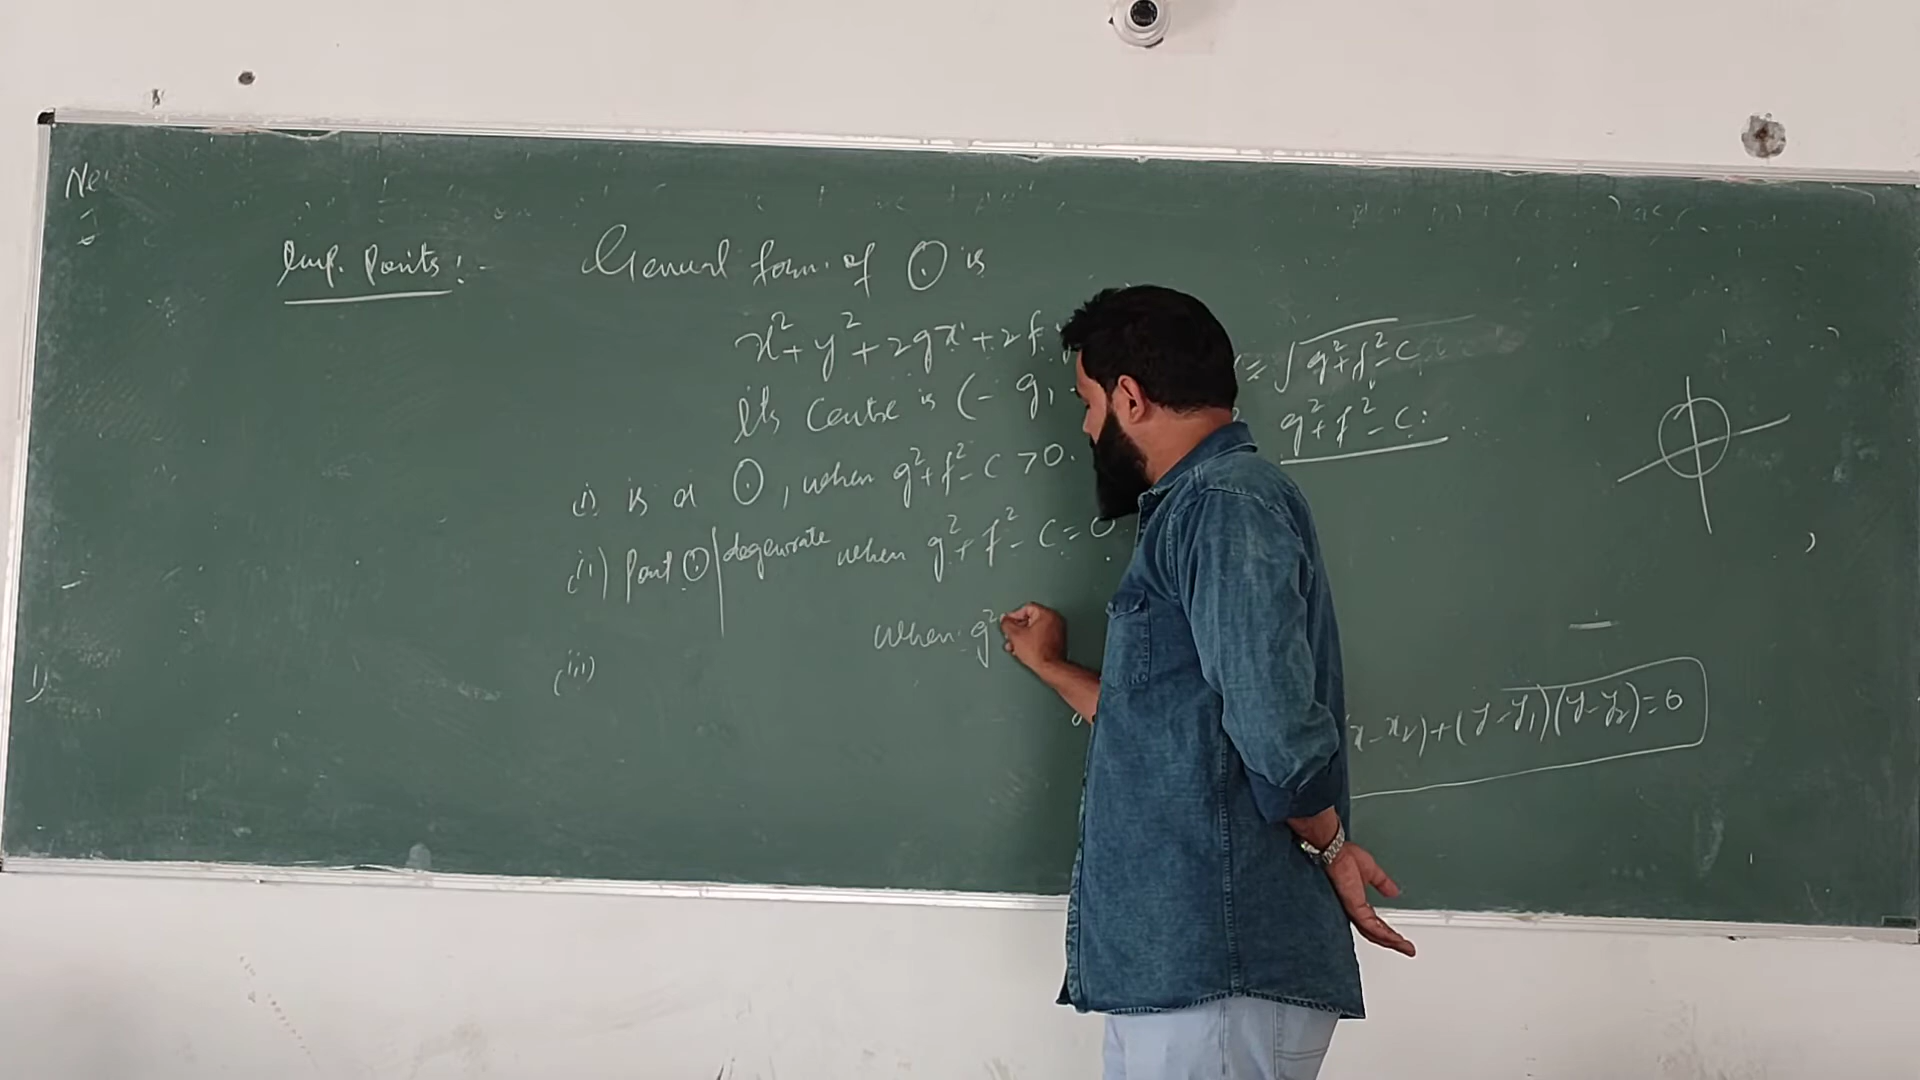 Ne
Imp. Points:-
General form of ⊙ is
x²+y²+2gx+2f
Its Centre is (-g,
= √g²+f²-c
g²+f²-c
(i) is a ⊙, when g²+f²-c>0.
(ii) Point ⊙ | degenerate when g²+f²-c=0
(iii) when g²
x-x₂)+(y-y₁)(y-y₂)=0